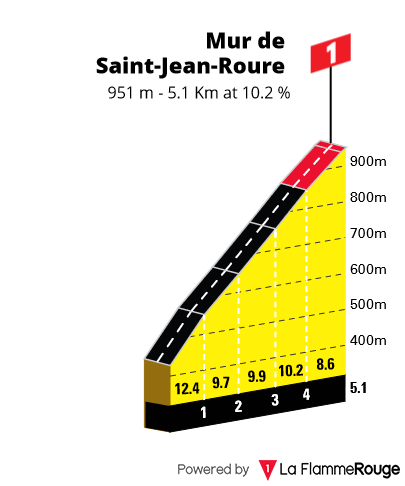 Mur de
Saint-Jean-Roure
951 m - 5.1 Km at 10.2 %
1
900m
800m
700m
600m
500m
400m
12.4 9.7 9.9 10.2 8.6
1 2 3 4 5.1
Powered by 1 La FlammeRouge